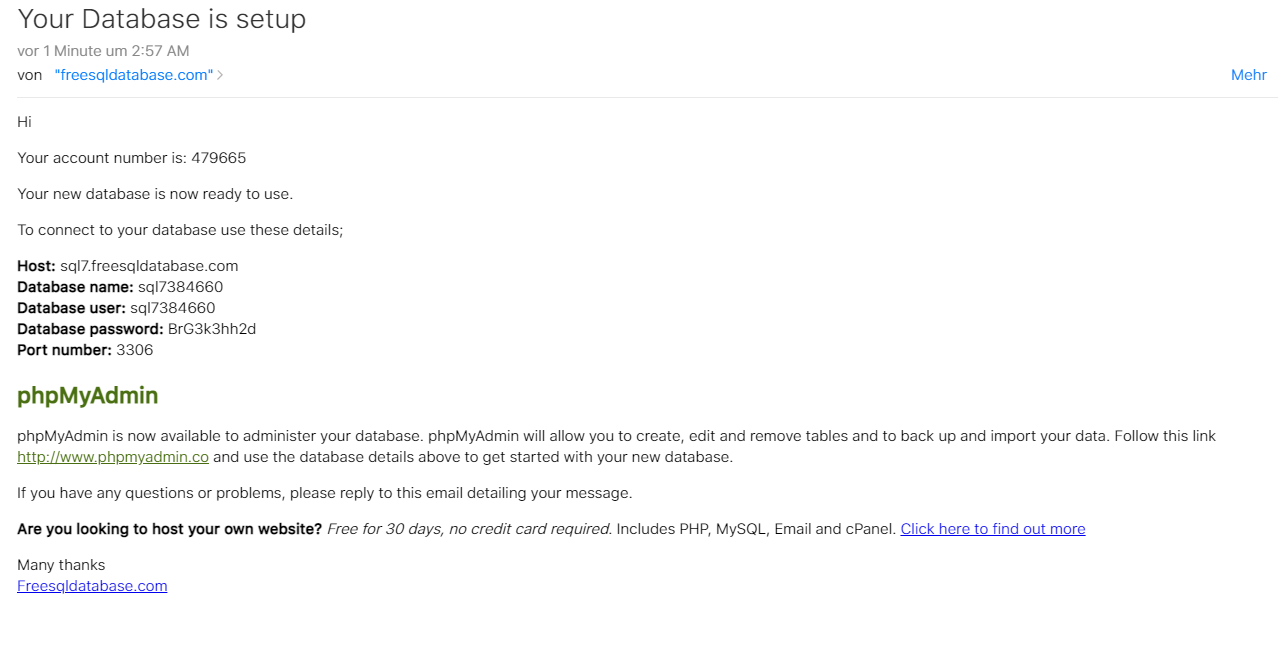 Your Database is setup
vor 1 Minute um 2:57 AM
von "freesqldatabase.com" >
Mehr
Hi
Your account number is: 479665
Your new database is now ready to use.
To connect to your database use these details;
Host: sql7.freesqldatabase.com
Database name: sql7384660
Database user: sql7384660
Database password: BrG3k3hh2d
Port number: 3306
phpMyAdmin
phpMyAdmin is now available to administer your database. phpMyAdmin will allow you to create, edit and remove tables and to back up and import your data. Follow this link
http://www.phpmyadmin.co and use the database details above to get started with your new database.
If you have any questions or problems, please reply to this email detailing your message.
Are you looking to host your own website? Free for 30 days, no credit card required. Includes PHP, MySQL, Email and cPanel. Click here to find out more
Many thanks
Freesqldatabase.com